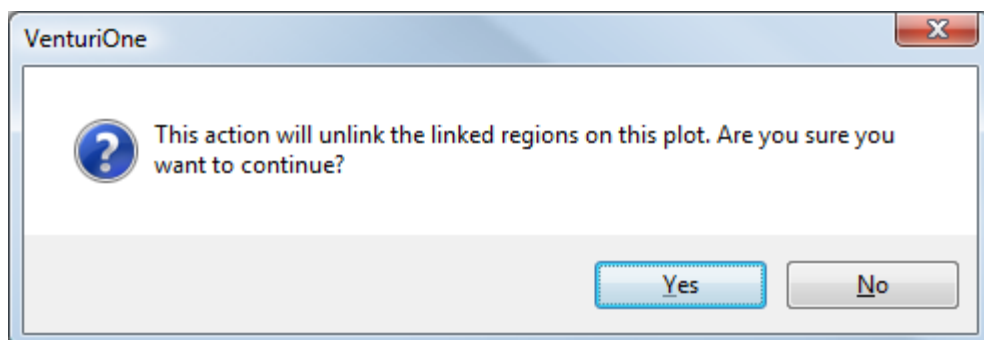 VenturiOne
This action will unlink the linked regions on this plot. Are you sure you
want to continue?
Yes
No